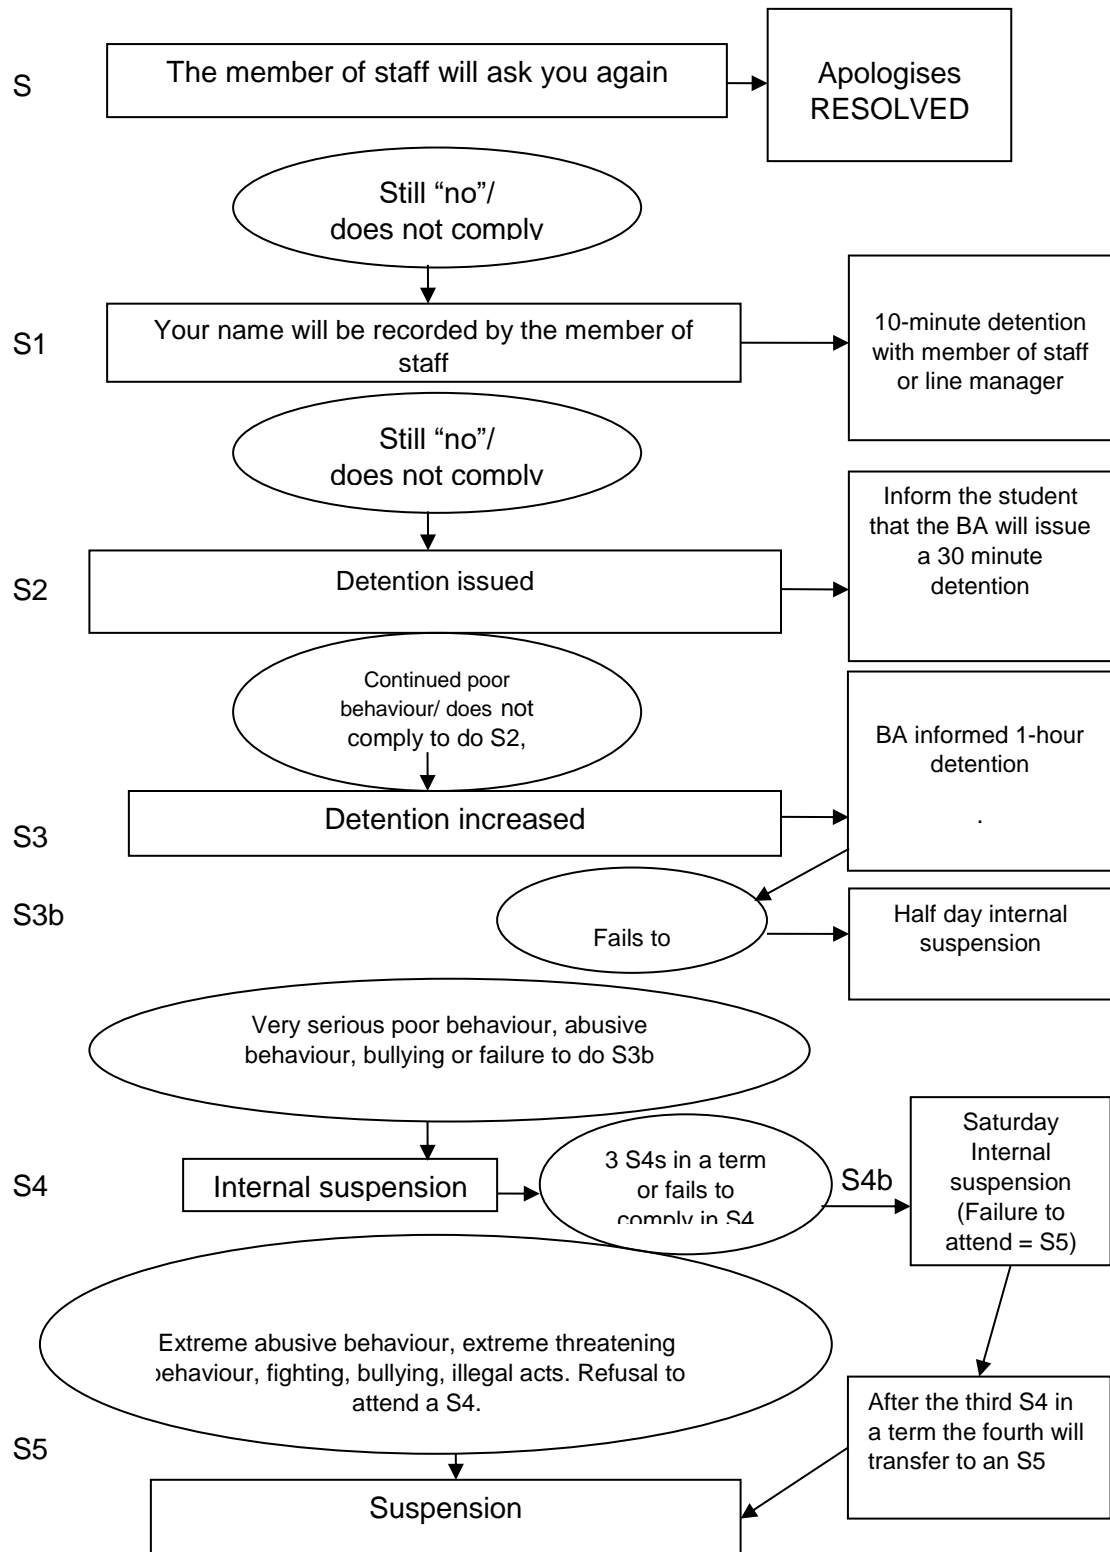 S
The member of staff will ask you again
Apologises
RESOLVED
Still “no”/
does not comply
S1
Your name will be recorded by the member of
staff
10-minute detention
with member of staff
or line manager
Still “no”/
does not comply
S2
Detention issued
Inform the student
that the BA will issue
a 30 minute
detention
Continued poor
behaviour/ does not
comply to do S2,
S3
Detention increased
BA informed 1-hour
detention
.
S3b
Fails to
Half day internal
suspension
Very serious poor behaviour, abusive
behaviour, bullying or failure to do S3b
S4
Internal suspension
3 S4s in a term
or fails to
comply in S4
S4b
Saturday
Internal
suspension
(Failure to
attend = S5)
Extreme abusive behaviour, extreme threatening
behaviour, fighting, bullying, illegal acts. Refusal to
attend a S4.
After the third S4 in
a term the fourth will
transfer to an S5
S5
Suspension